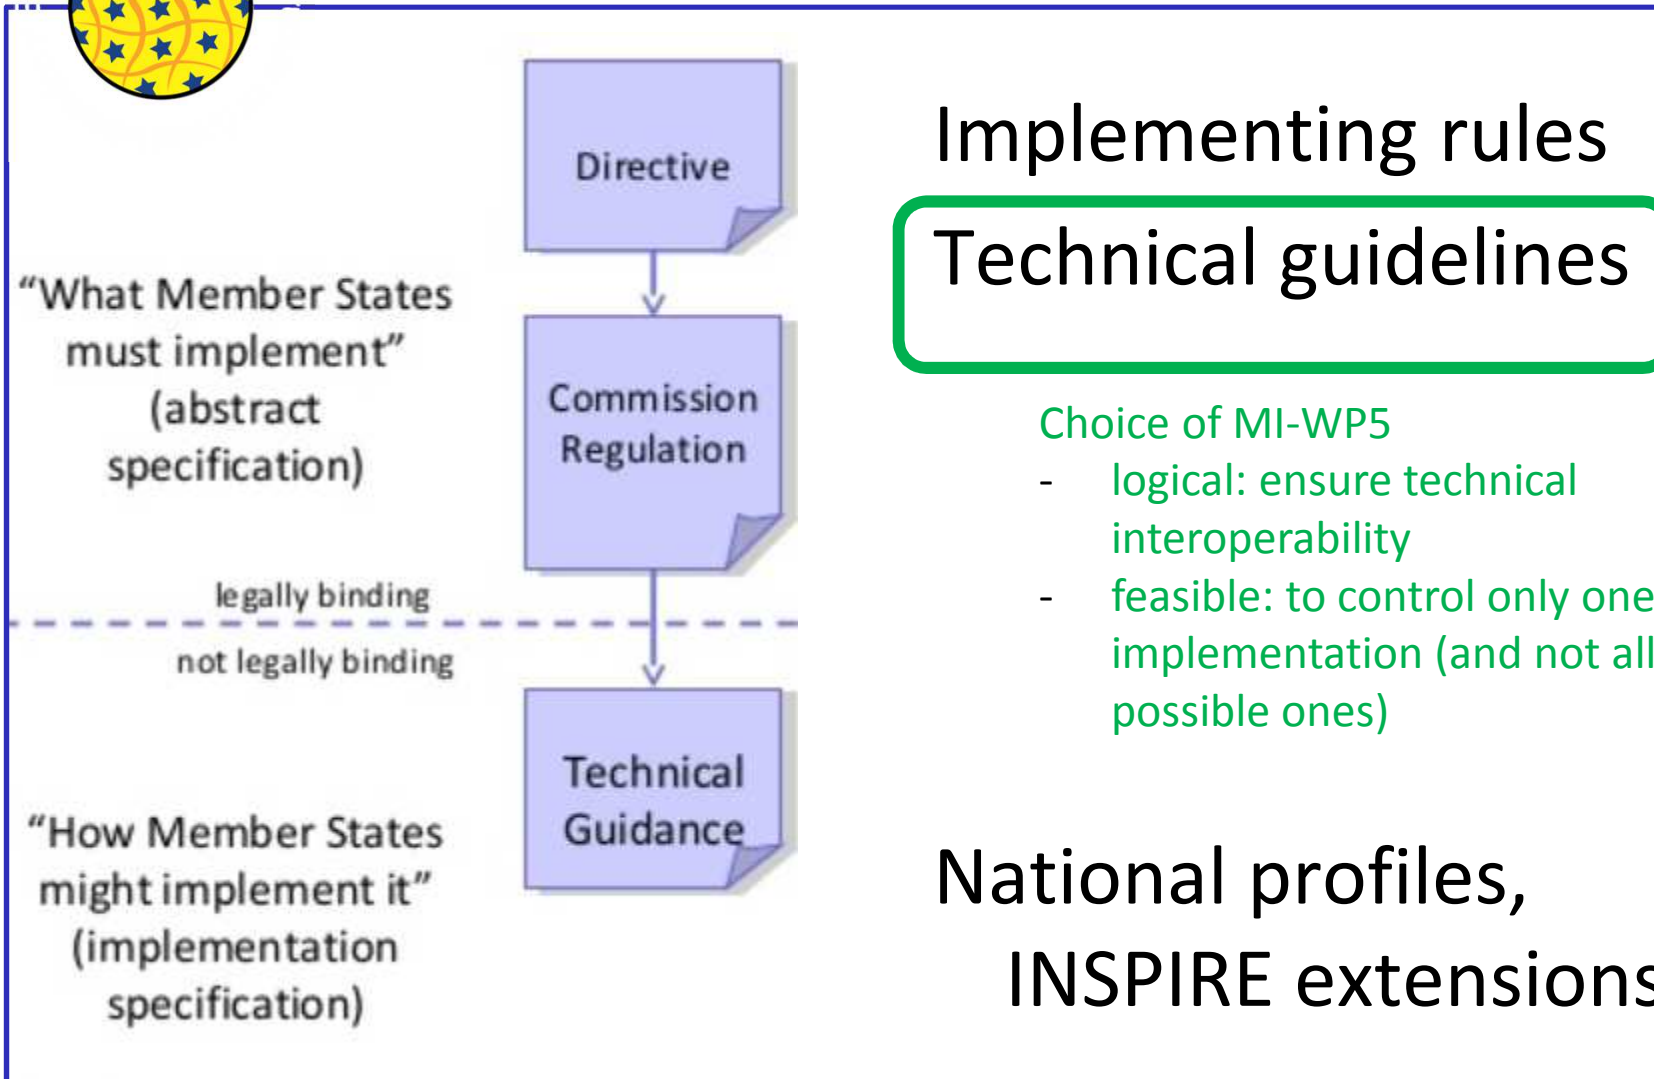 Directive
"What Member States
must implement"
(abstract
specification)
Commission
Regulation
legally binding
not legally binding
Technical
Guidance
"How Member States
might implement it"
(implementation
specification)
Implementing rules
Technical guidelines
Choice of MI-WP5
- logical: ensure technical
interoperability
- feasible: to control only one
implementation (and not all
possible ones)
National profiles,
INSPIRE extensions